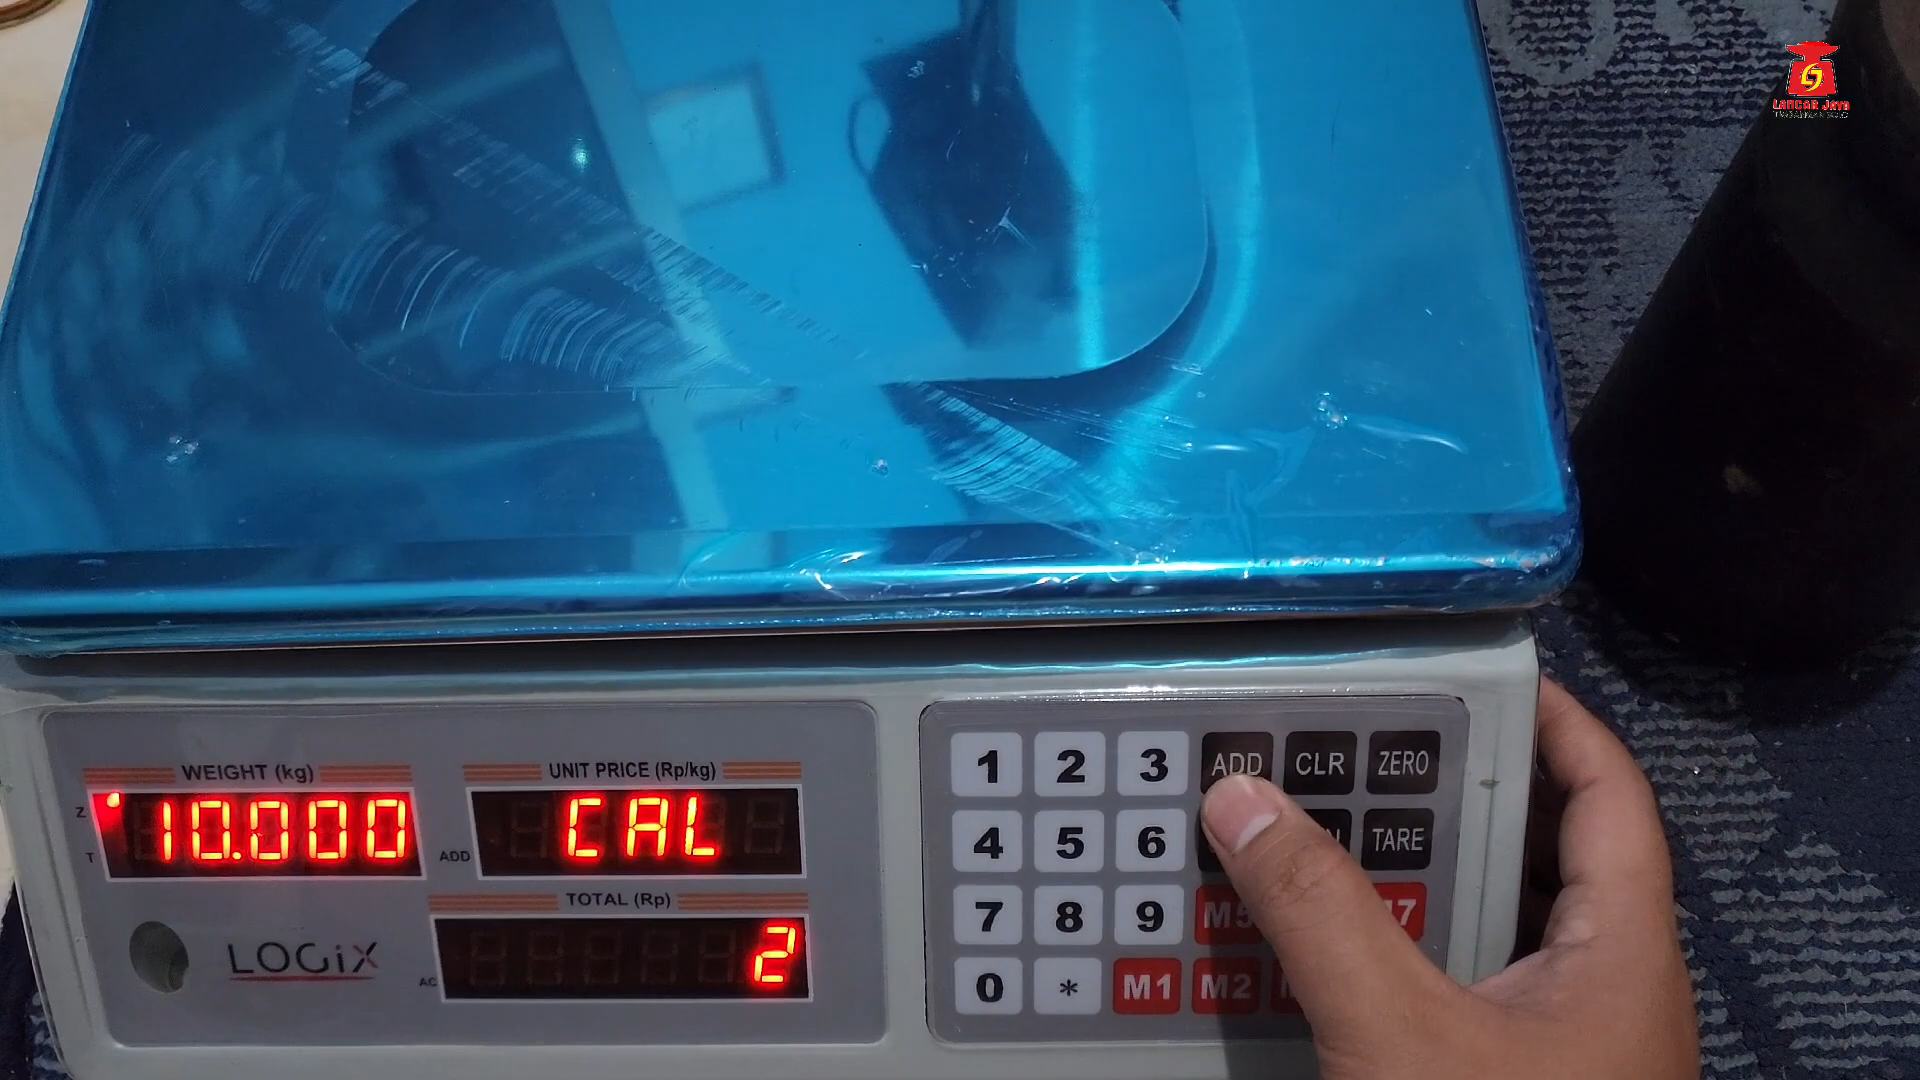 LANCAR JAYA
WEIGHT (kg)
UNIT PRICE (Rp/kg)
Z
T
10.000
ADD
CAL
TOTAL (Rp)
AC
2
LOGiX
1 2 3 ADD CLR ZERO
4 5 6 TARE
7 8 9 M5
0 * M1 M2